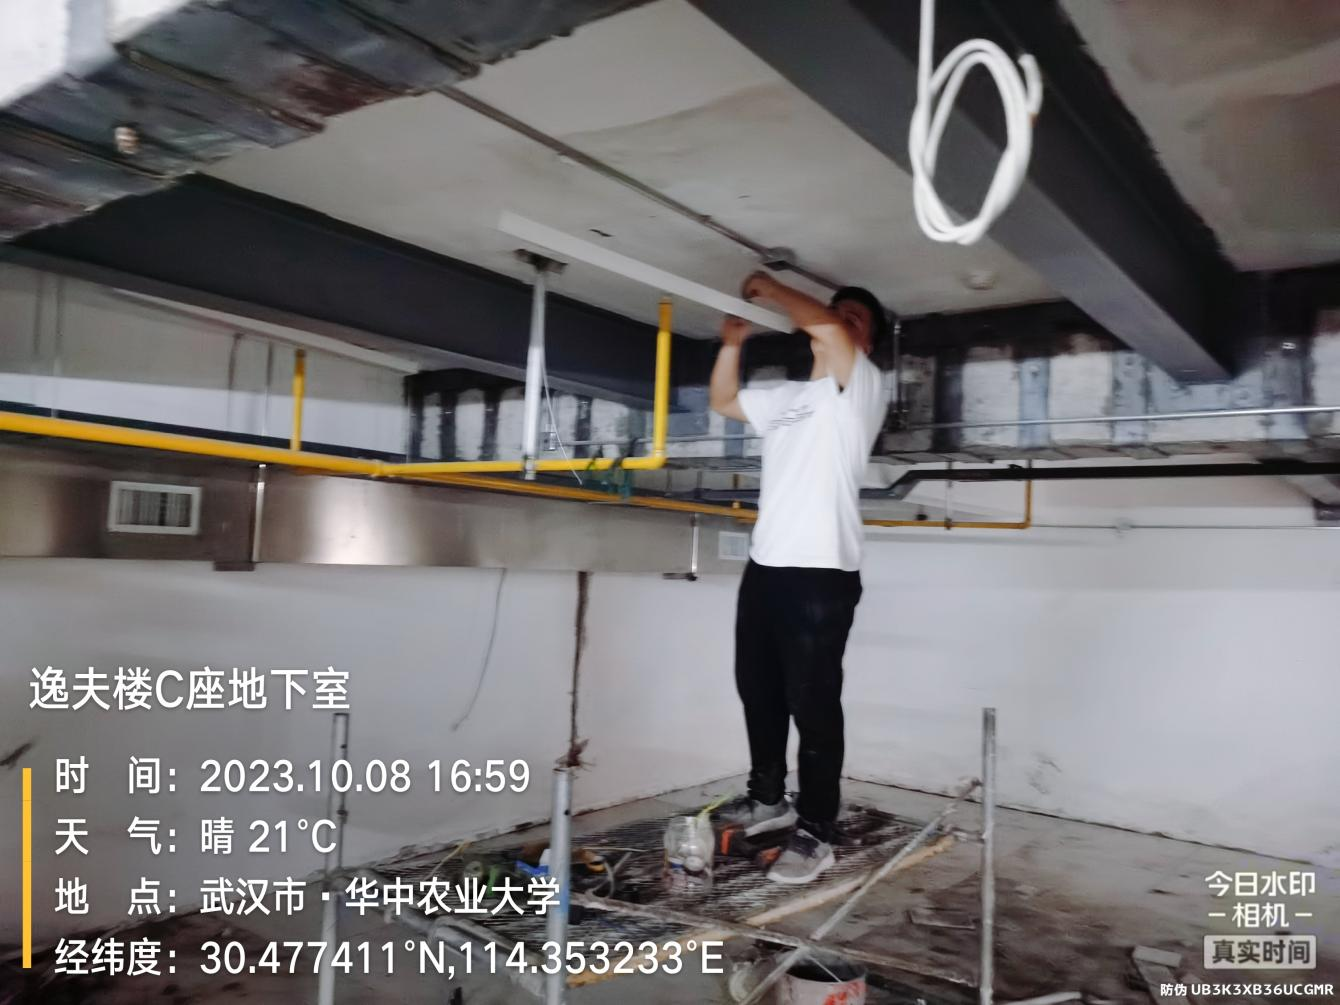 逸夫楼C座地下室
时 间：2023.10.08 16:59
天 气：晴 21°C
地 点：武汉市·华中农业大学
经纬度：30.477411°N,114.353233°E
今日水印
-相机-
真实时间
防伪 UB3K3XB36UCGMR